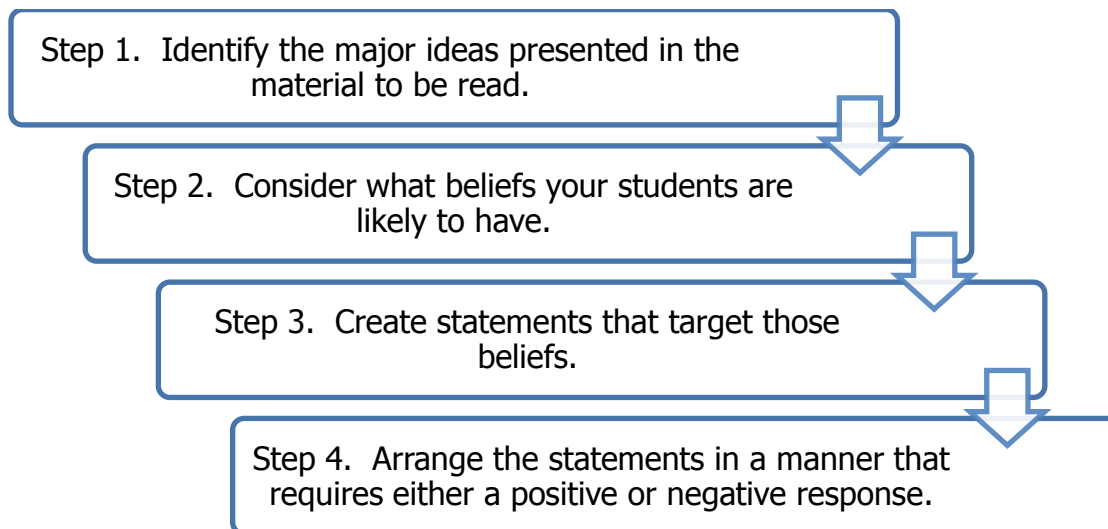 Step 1.  Identify the major ideas presented in the
material to be read.
Step 2.  Consider what beliefs your students are
likely to have.
Step 3.  Create statements that target those
beliefs.
Step 4.  Arrange the statements in a manner that
requires either a positive or negative response.